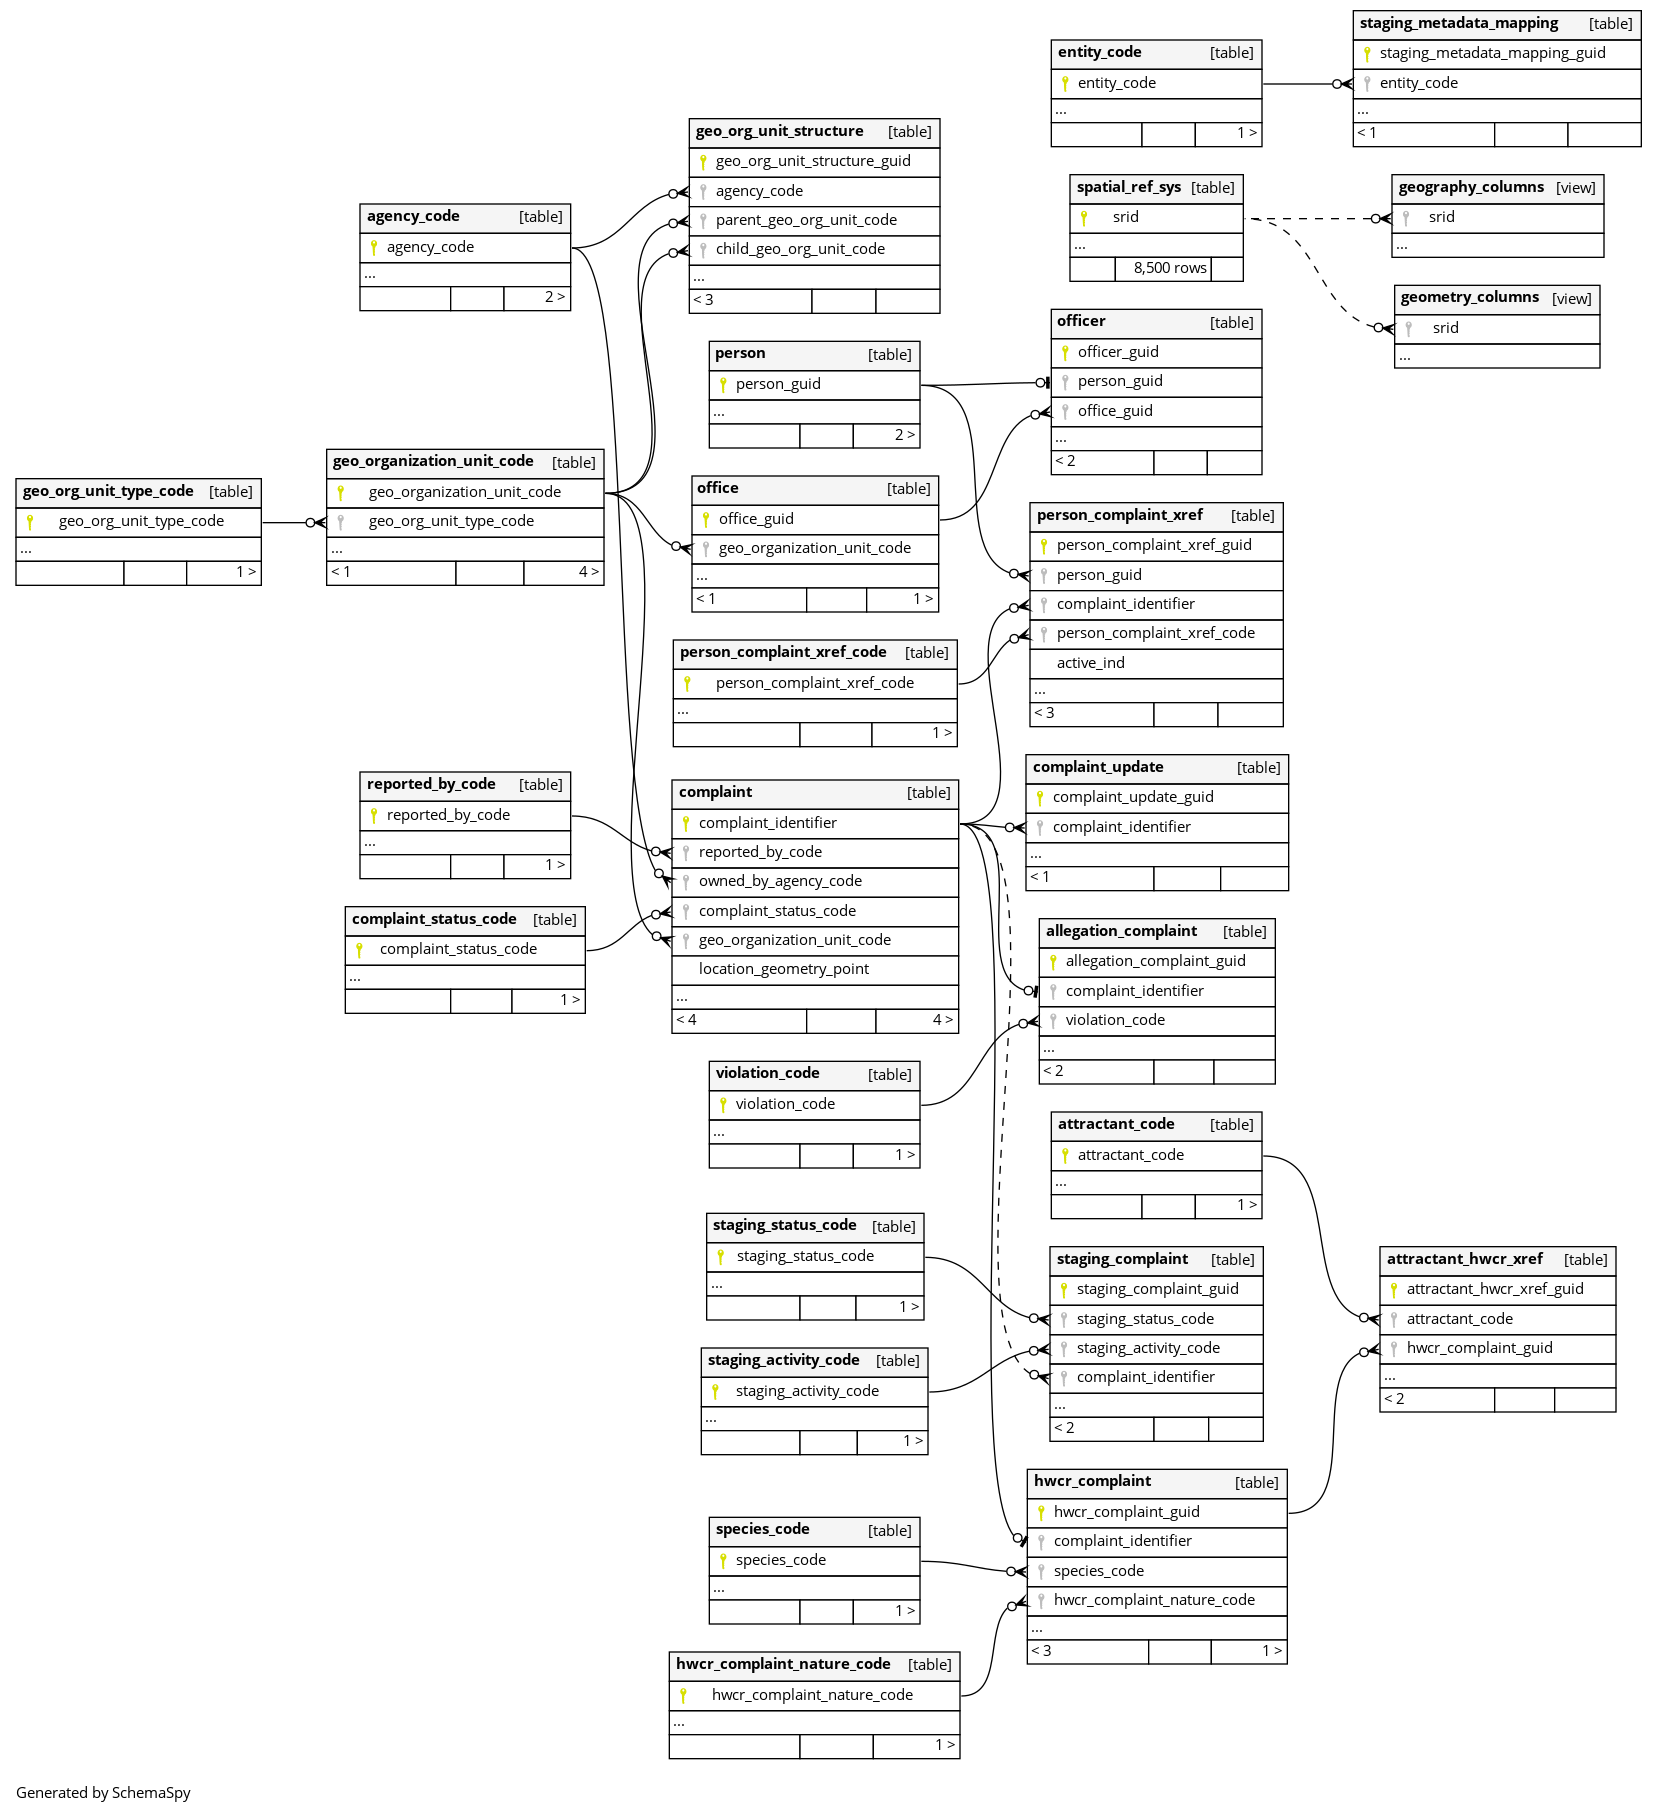 staging_metadata_mapping [table]
staging_metadata_mapping_guid
entity_code
...
< 1
entity_code [table]
entity_code
...
1 >
geo_org_unit_structure [table]
geo_org_unit_structure_guid
agency_code
parent_geo_org_unit_code
child_geo_org_unit_code
...
< 3
spatial_ref_sys [table]
srid
...
8,500 rows
geography_columns [view]
srid
...
agency_code [table]
agency_code
...
2 >
geometry_columns [view]
srid
...
officer [table]
officer_guid
person_guid
office_guid
...
< 2
person [table]
person_guid
...
2 >
geo_organization_unit_code [table]
geo_organization_unit_code
geo_org_unit_type_code
...
< 1 4 >
geo_org_unit_type_code [table]
geo_org_unit_type_code
...
1 >
office [table]
office_guid
geo_organization_unit_code
...
< 1 1 >
person_complaint_xref [table]
person_complaint_xref_guid
person_guid
complaint_identifier
person_complaint_xref_code
active_ind
...
< 3
person_complaint_xref_code [table]
person_complaint_xref_code
...
1 >
complaint_update [table]
complaint_update_guid
complaint_identifier
...
< 1
reported_by_code [table]
reported_by_code
...
1 >
complaint [table]
complaint_identifier
reported_by_code
owned_by_agency_code
complaint_status_code
geo_organization_unit_code
location_geometry_point
...
< 4 4 >
complaint_status_code [table]
complaint_status_code
...
1 >
allegation_complaint [table]
allegation_complaint_guid
complaint_identifier
violation_code
...
< 2
violation_code [table]
violation_code
...
1 >
attractant_code [table]
attractant_code
...
1 >
staging_status_code [table]
staging_status_code
...
1 >
staging_complaint [table]
staging_complaint_guid
staging_status_code
staging_activity_code
complaint_identifier
...
< 2
attractant_hwcr_xref [table]
attractant_hwcr_xref_guid
attractant_code
hwcr_complaint_guid
...
< 2
staging_activity_code [table]
staging_activity_code
...
1 >
hwcr_complaint [table]
hwcr_complaint_guid
complaint_identifier
species_code
hwcr_complaint_nature_code
...
< 3 1 >
species_code [table]
species_code
...
1 >
hwcr_complaint_nature_code [table]
hwcr_complaint_nature_code
...
1 >
Generated by SchemaSpy